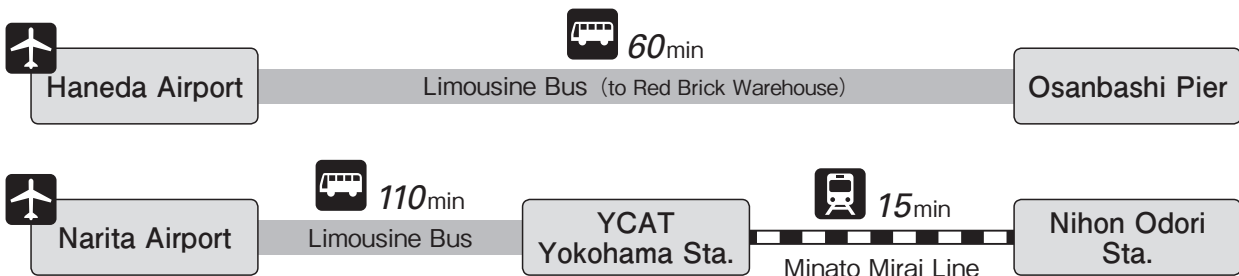 60min
Haneda Airport
Limousine Bus (to Red Brick Warehouse)
Osanbashi Pier
110min
15min
Narita Airport
Limousine Bus
YCAT
Yokohama Sta.
Minato Mirai Line
Nihon Odori
Sta.